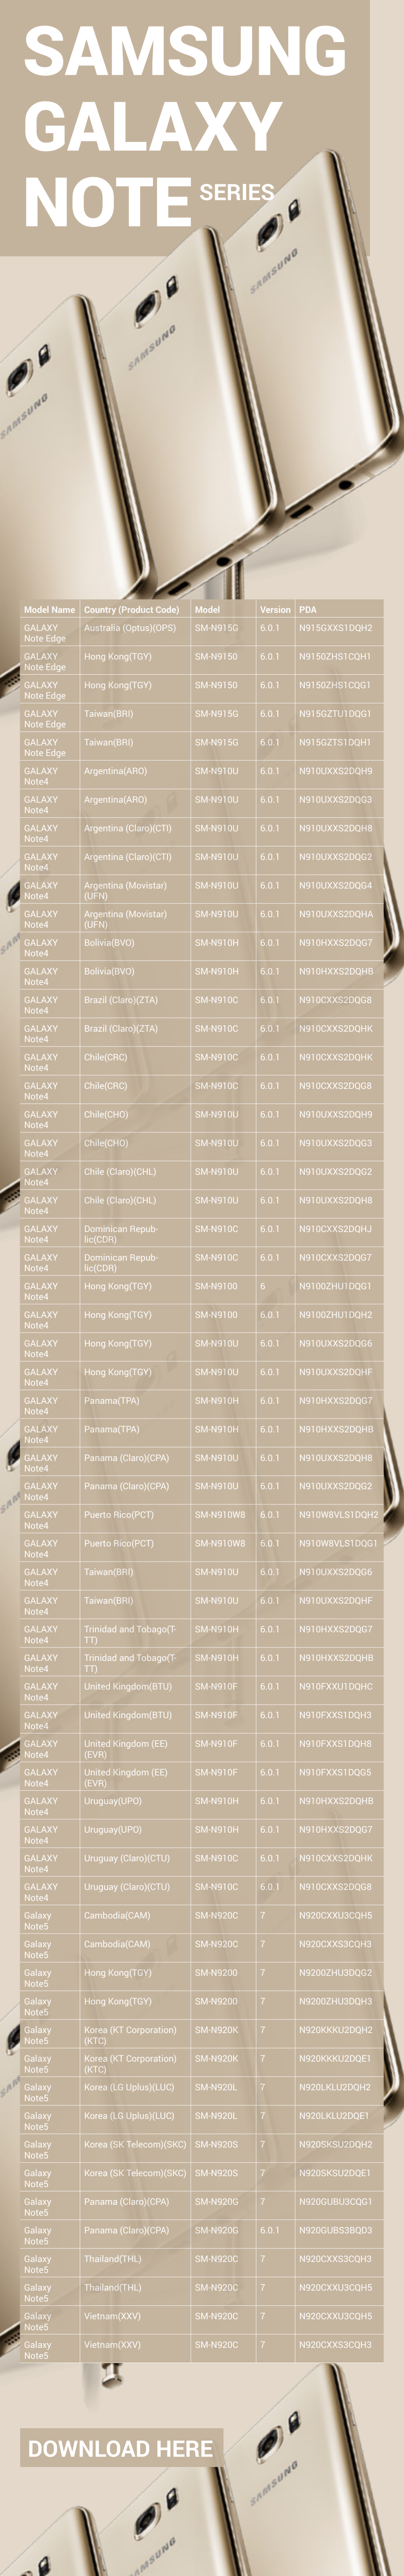 SAMSUNG
GALAXY
NOTE SERIES
SAMSUNG
SAMSUNG
SAMSUNG
Model Name Country (Product Code) Model Version PDA
GALAXY Note Edge Australia (Optus)(OPS) SM-N915G 6.0.1 N915GXXS1DQH2
GALAXY Note Edge Hong Kong(TGY) SM-N9150 6.0.1 N9150ZHS1CQH1
GALAXY Note Edge Hong Kong(TGY) SM-N9150 6.0.1 N9150ZHS1CQG1
GALAXY Note Edge Taiwan(BRI) SM-N915G 6.0.1 N915GZTU1DQG1
GALAXY Note Edge Taiwan(BRI) SM-N915G 6.0.1 N915GZTS1DQH1
GALAXY Note4 Argentina(ARO) SM-N910U 6.0.1 N910UXXS2DQH9
GALAXY Note4 Argentina(ARO) SM-N910U 6.0.1 N910UXXS2DQG3
GALAXY Note4 Argentina (Claro)(CTI) SM-N910U 6.0.1 N910UXXS2DQH8
GALAXY Note4 Argentina (Claro)(CTI) SM-N910U 6.0.1 N910UXXS2DQG2
GALAXY Note4 Argentina (Movistar) (UFN) SM-N910U 6.0.1 N910UXXS2DQG4
GALAXY Note4 Argentina (Movistar) (UFN) SM-N910U 6.0.1 N910UXXS2DQHA
GALAXY Note4 Bolivia(BVO) SM-N910H 6.0.1 N910HXXS2DQG7
GALAXY Note4 Bolivia(BVO) SM-N910H 6.0.1 N910HXXS2DQHB
GALAXY Note4 Brazil (Claro)(ZTA) SM-N910C 6.0.1 N910CXXS2DQG8
GALAXY Note4 Brazil (Claro)(ZTA) SM-N910C 6.0.1 N910CXXS2DQHK
GALAXY Note4 Chile(CRC) SM-N910C 6.0.1 N910CXXS2DQHK
GALAXY Note4 Chile(CRC) SM-N910C 6.0.1 N910CXXS2DQG8
GALAXY Note4 Chile(CHO) SM-N910U 6.0.1 N910UXXS2DQH9
GALAXY Note4 Chile(CHO) SM-N910U 6.0.1 N910UXXS2DQG3
GALAXY Note4 Chile (Claro)(CHL) SM-N910U 6.0.1 N910UXXS2DQG2
GALAXY Note4 Chile (Claro)(CHL) SM-N910U 6.0.1 N910UXXS2DQH8
GALAXY Note4 Dominican Repub-lic(CDR) SM-N910C 6.0.1 N910CXXS2DQHJ
GALAXY Note4 Dominican Repub-lic(CDR) SM-N910C 6.0.1 N910CXXS2DQG7
GALAXY Note4 Hong Kong(TGY) SM-N9100 6 N9100ZHU1DQG1
GALAXY Note4 Hong Kong(TGY) SM-N9100 6.0.1 N9100ZHU1DQH2
GALAXY Note4 Hong Kong(TGY) SM-N910U 6.0.1 N910UXXS2DQG6
GALAXY Note4 Hong Kong(TGY) SM-N910U 6.0.1 N910UXXS2DQHF
GALAXY Note4 Panama(TPA) SM-N910H 6.0.1 N910HXXS2DQG7
GALAXY Note4 Panama(TPA) SM-N910H 6.0.1 N910HXXS2DQHB
GALAXY Note4 Panama (Claro)(CPA) SM-N910U 6.0.1 N910UXXS2DQH8
GALAXY Note4 Panama (Claro)(CPA) SM-N910U 6.0.1 N910UXXS2DQG2
GALAXY Note4 Puerto Rico(PCT) SM-N910W8 6.0.1 N910W8VLS1DQH2
GALAXY Note4 Puerto Rico(PCT) SM-N910W8 6.0.1 N910W8VLS1DQG1
GALAXY Note4 Taiwan(BRI) SM-N910U 6.0.1 N910UXXS2DQG6
GALAXY Note4 Taiwan(BRI) SM-N910U 6.0.1 N910UXXS2DQHF
GALAXY Note4 Trinidad and Tobago(T-TT) SM-N910H 6.0.1 N910HXXS2DQG7
GALAXY Note4 Trinidad and Tobago(T-TT) SM-N910H 6.0.1 N910HXXS2DQHB
GALAXY Note4 United Kingdom(BTU) SM-N910F 6.0.1 N910FXXU1DQHC
GALAXY Note4 United Kingdom(BTU) SM-N910F 6.0.1 N910FXXS1DQH3
GALAXY Note4 United Kingdom (EE) (EVR) SM-N910F 6.0.1 N910FXXS1DQH8
GALAXY Note4 United Kingdom (EE) (EVR) SM-N910F 6.0.1 N910FXXS1DQG5
GALAXY Note4 Uruguay(UPO) SM-N910H 6.0.1 N910HXXS2DQHB
GALAXY Note4 Uruguay(UPO) SM-N910H 6.0.1 N910HXXS2DQG7
GALAXY Note4 Uruguay (Claro)(CTU) SM-N910C 6.0.1 N910CXXS2DQHK
GALAXY Note4 Uruguay (Claro)(CTU) SM-N910C 6.0.1 N910CXXS2DQG8
Galaxy Note5 Cambodia(CAM) SM-N920C 7 N920CXXU3CQH5
Galaxy Note5 Cambodia(CAM) SM-N920C 7 N920CXXS3CQH3
Galaxy Note5 Hong Kong(TGY) SM-N9200 7 N9200ZHU3DQG2
Galaxy Note5 Hong Kong(TGY) SM-N9200 7 N9200ZHU3DQH3
Galaxy Note5 Korea (KT Corporation) (KTC) SM-N920K 7 N920KKKU2DQH2
Galaxy Note5 Korea (KT Corporation) (KTC) SM-N920K 7 N920KKKU2DQE1
Galaxy Note5 Korea (LG Uplus)(LUC) SM-N920L 7 N920LKLU2DQH2
Galaxy Note5 Korea (LG Uplus)(LUC) SM-N920L 7 N920LKLU2DQE1
Galaxy Note5 Korea (SK Telecom)(SKC) SM-N920S 7 N920SKSU2DQH2
Galaxy Note5 Korea (SK Telecom)(SKC) SM-N920S 7 N920SKSU2DQE1
Galaxy Note5 Panama (Claro)(CPA) SM-N920G 7 N920GUBU3CQG1
Galaxy Note5 Panama (Claro)(CPA) SM-N920G 6.0.1 N920GUBS3BQD3
Galaxy Note5 Thailand(THL) SM-N920C 7 N920CXXS3CQH3
Galaxy Note5 Thailand(THL) SM-N920C 7 N920CXXU3CQH5
Galaxy Note5 Vietnam(XXV) SM-N920C 7 N920CXXU3CQH5
Galaxy Note5 Vietnam(XXV) SM-N920C 7 N920CXXS3CQH3
DOWNLOAD HERE
SAMSUNG
SAMSUNG